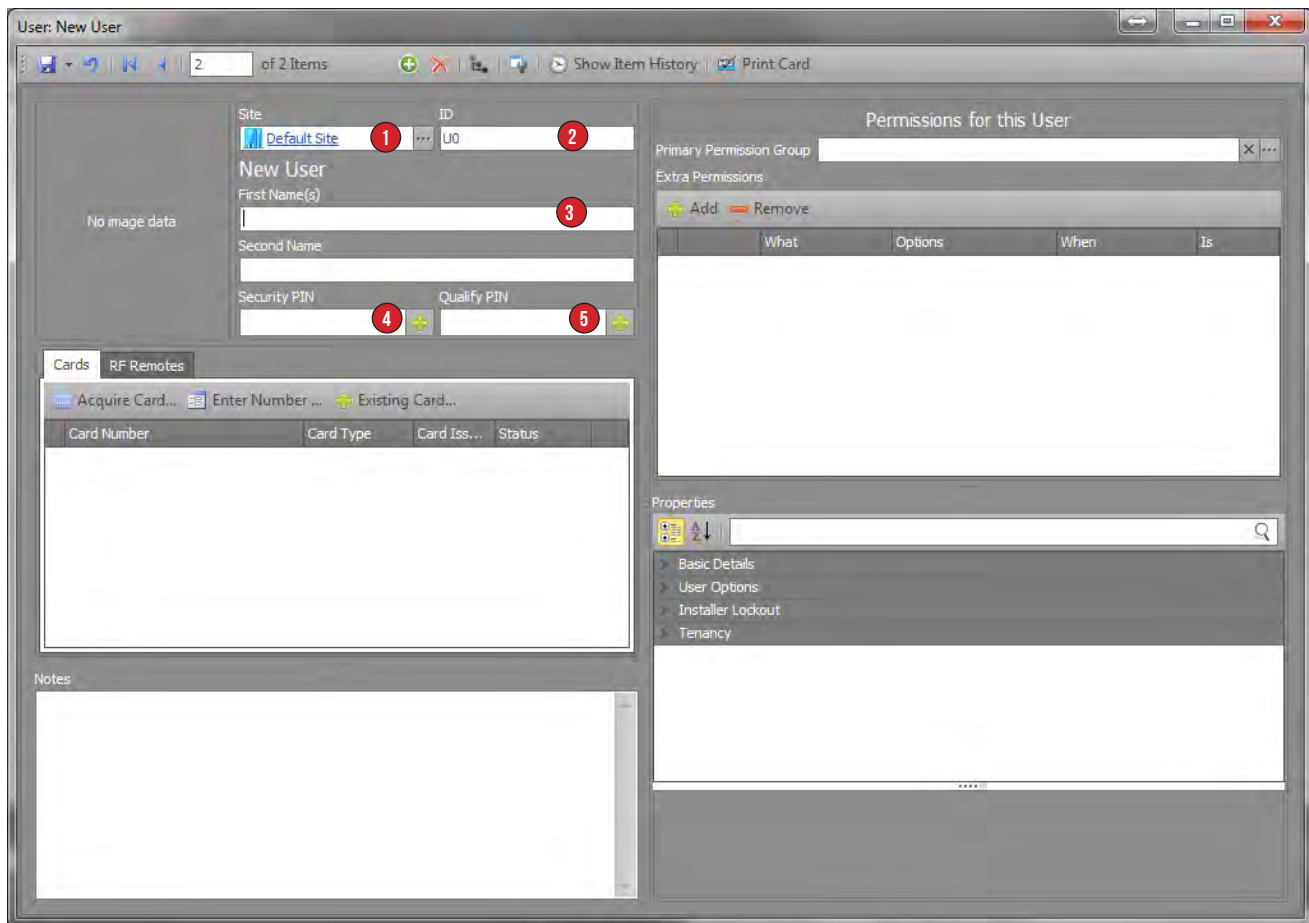 User: New User
2 of 2 Items Show Item History Print Card
Site ID
Default Site 1 ... U0 2
New User
First Name(s)
3
No image data
Second Name
Security PIN Qualify PIN
4 5
Cards RF Remotes
Acquire Card... Enter Number ... Existing Card...
Card Number Card Type Card Iss... Status
Notes
Permissions for this User
Primary Permission Group
Extra Permissions
Add Remove
What Options When Is
Properties
Basic Details
User Options
Installer Lockout
Tenancy